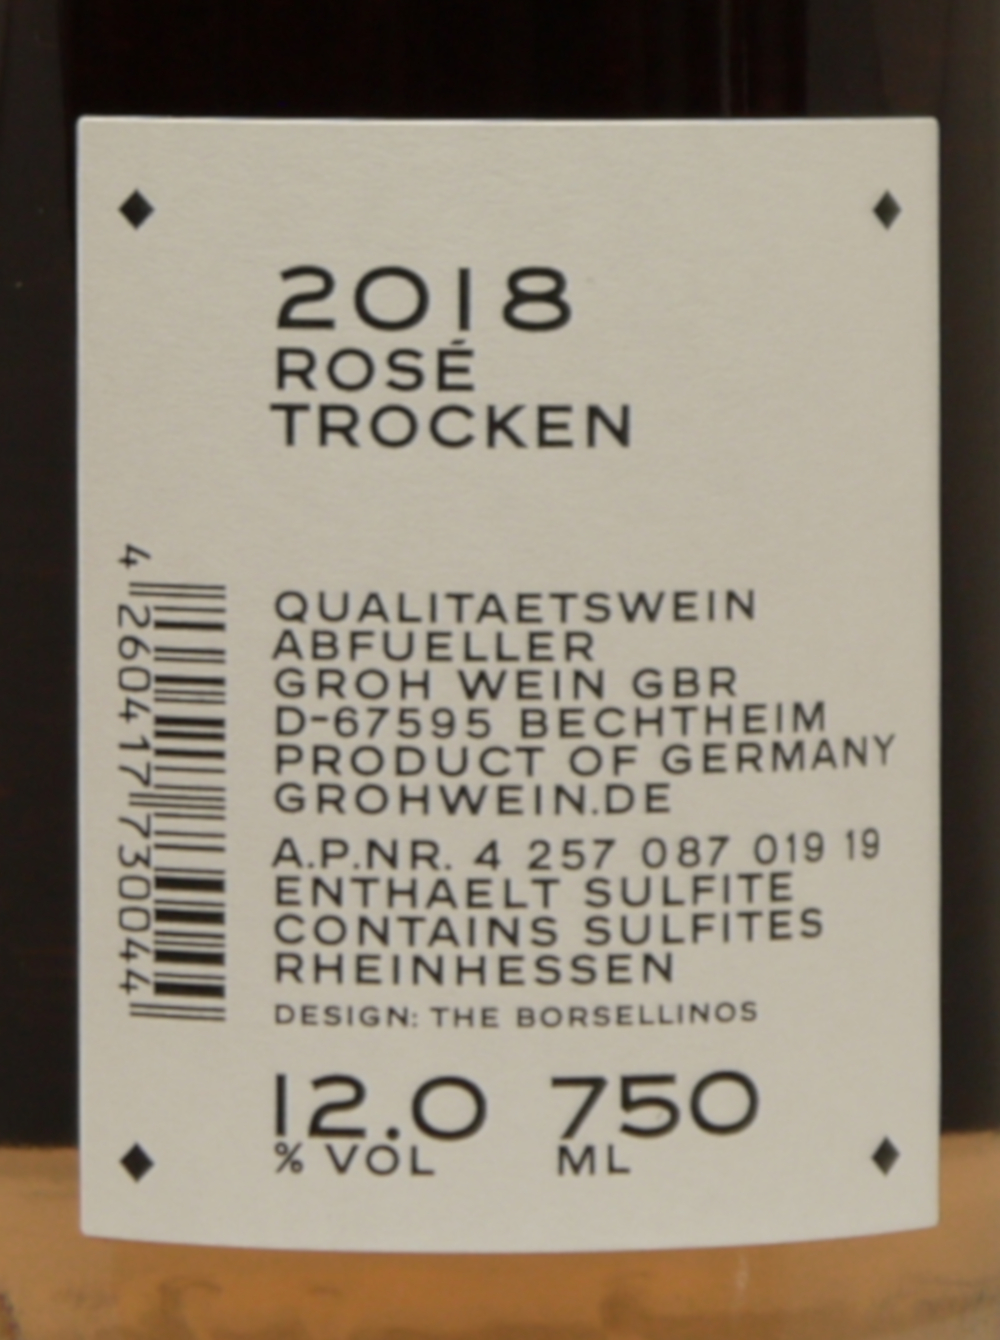 2018
ROSÉ
TROCKEN
QUALITAETSWEIN
ABFUELLER
GROH WEIN GBR
D-67595 BECHTHEIM
PRODUCT OF GERMANY
GROHWEIN.DE
A.P.NR. 4 257 087 019 19
ENTHAELT SULFITE
CONTAINS SULFITES
RHEINHESSEN
DESIGN: THE BORSELLINOS
12.0 750
% VOL ML
4 260417 730044